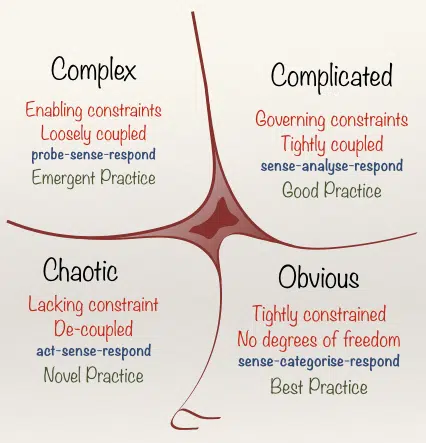 Complex
Enabling constraints
Loosely coupled
probe-sense-respond
Emergent Practice
Complicated
Governing constraints
Tightly coupled
sense-analyse-respond
Good Practice
Chaotic
Lacking constraint
De-coupled
act-sense-respond
Novel Practice
Obvious
Tightly constrained
No degrees of freedom
sense-categorise-respond
Best Practice